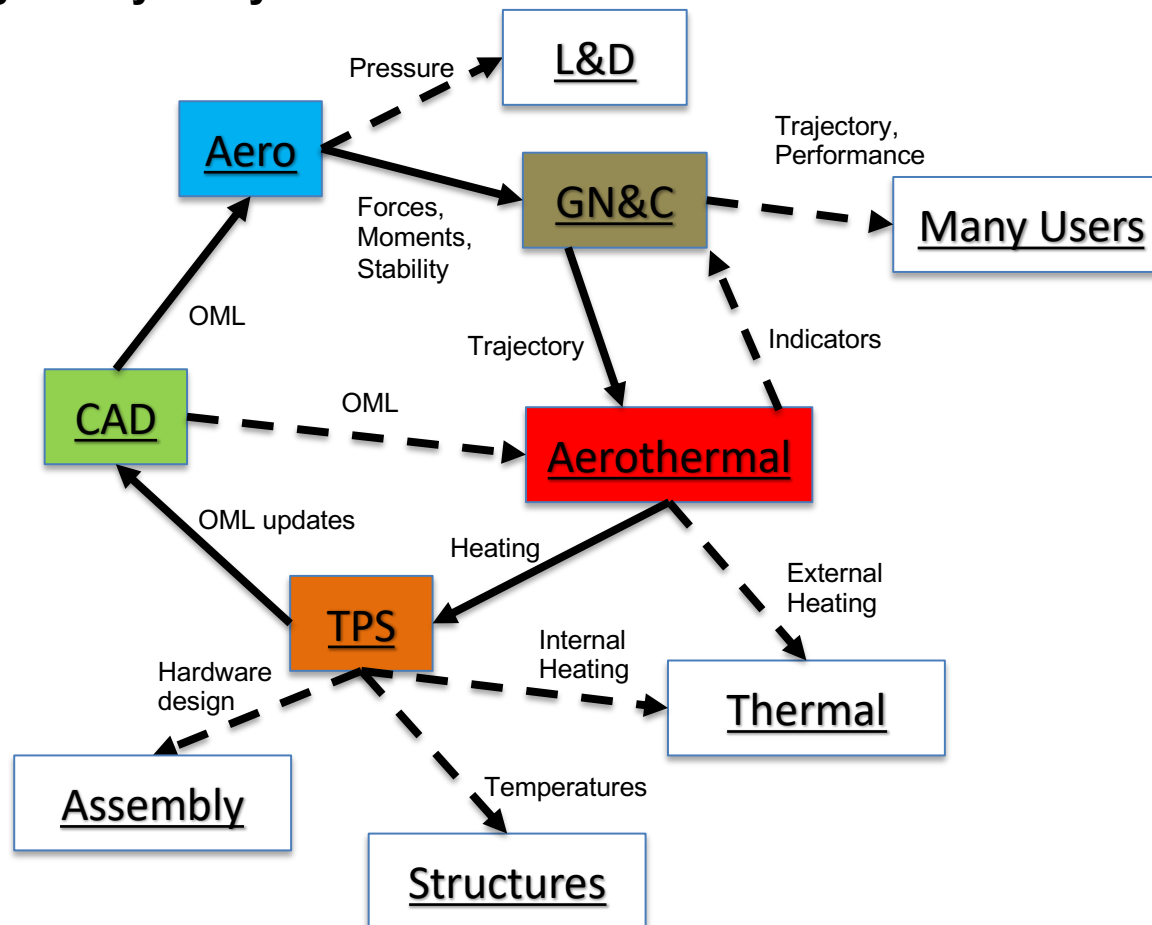 L&D
Pressure
Aero
Trajectory,
Performance
GN&C
Forces,
Moments,
Stability
Many Users
OML
Trajectory
Indicators
CAD
OML
Aerothermal
OML updates
Heating
External
Heating
TPS
Internal
Heating
Hardware
design
Thermal
Temperatures
Assembly
Structures